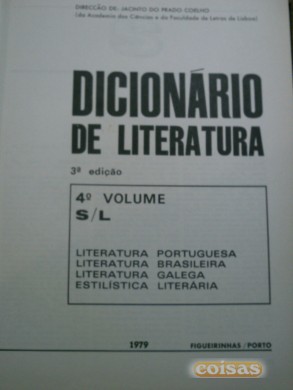 DIRECÇÃO DE: JACINTO DO PRADO COELHO
(da Academia das Ciências e da Faculdade de Letras de Lisboa)
DICIONÁRIO
DE LITERATURA
3ª edição
4º VOLUME
S/L
LITERATURA PORTUGUESA
LITERATURA BRASILEIRA
LITERATURA GALEGA
ESTILÍSTICA LITERÁRIA
1979 FIGUEIRINHAS/PORTO
coisas